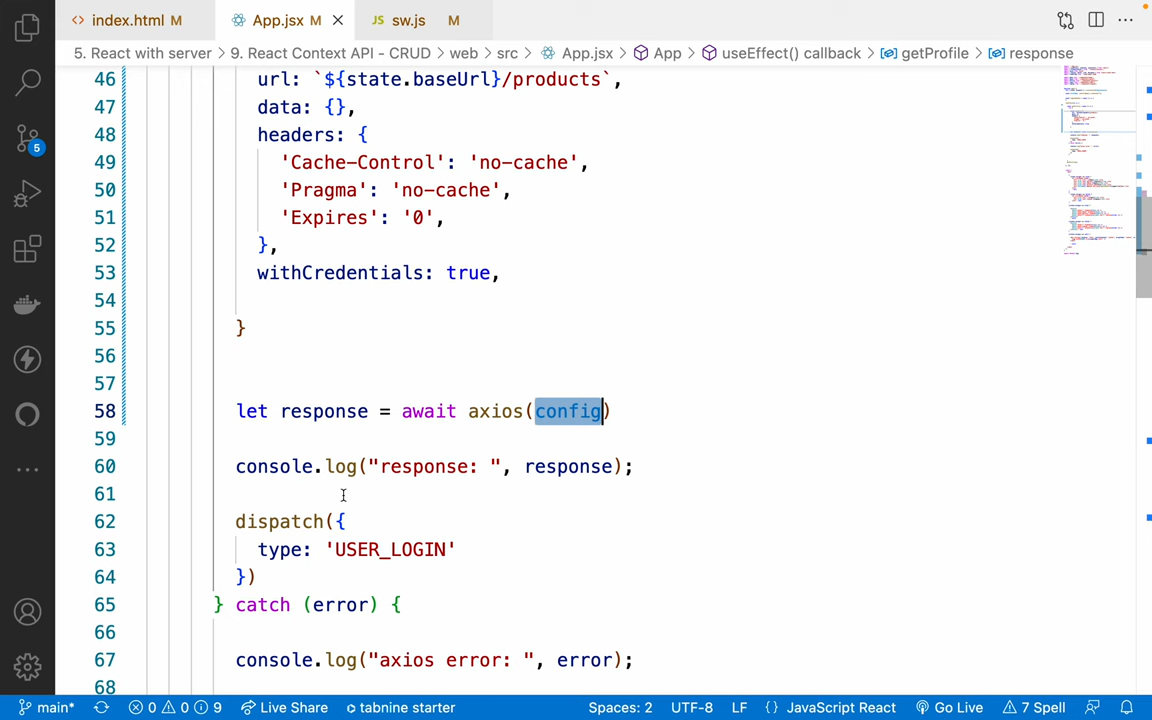 index.html M
App.jsx M
JS sw.js M
5. React with server > 9. React Context API - CRUD > web > src > App.jsx > App > useEffect() callback > getProfile > response
46 url: `${state.baseUrl}/products`,
47 data: {},
48 headers: {
49 'Cache-Control': 'no-cache',
50 'Pragma': 'no-cache',
51 'Expires': '0',
52 },
53 withCredentials: true,
54
55 }
56
57
58 let response = await axios(config)
59
60 console.log("response: ", response);
61
62 dispatch({
63 type: 'USER_LOGIN'
64 })
65 } catch (error) {
66
67 console.log("axios error: ", error);
68
5
main* 0 0 9 Live Share tabnine starter Spaces: 2 UTF-8 LF {} JavaScript React Go Live 7 Spell